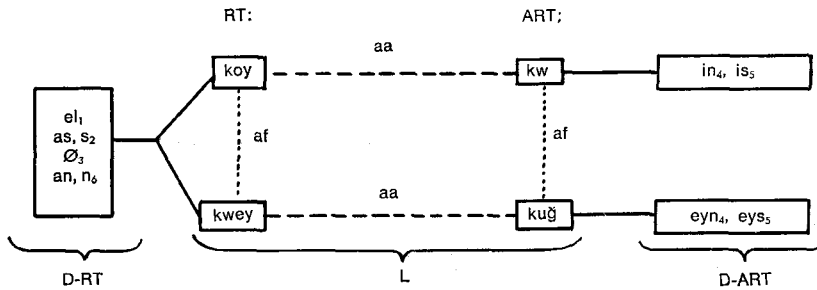 RT: ART;
aa
koy kw in₄, is₅
el₁
as, s₂
Ø₃
an, n₆
af af
aa
kwey kuğ eyn₄, eys₅
D-RT L D-ART